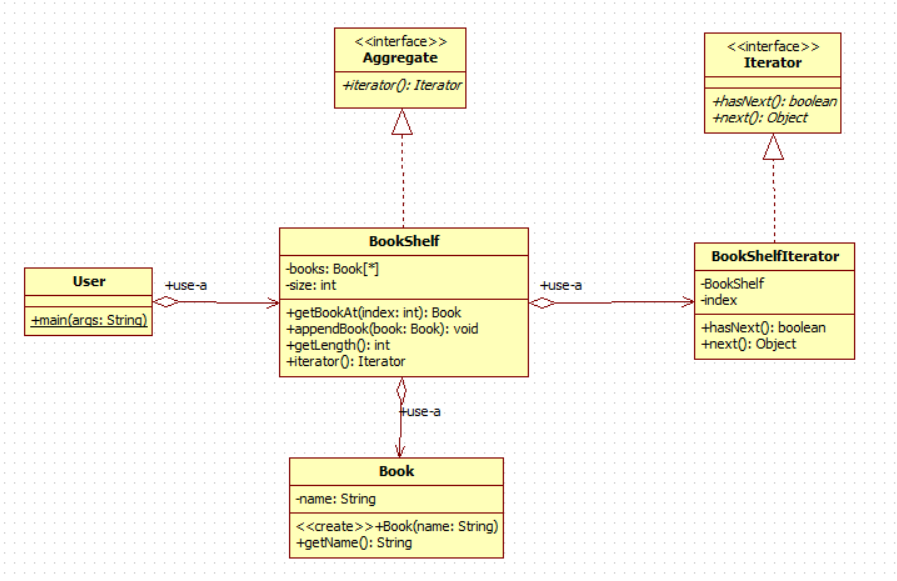 <<interface>>
Aggregate
+iterator(): Iterator
<<interface>>
Iterator
+hasNext(): boolean
+next(): Object
BookShelf
-books: Book[*]
-size: int
+getBookAt(index: int): Book
+appendBook(book: Book): void
+getLength(): int
+iterator(): Iterator
BookShelfIterator
-BookShelf
-index
+hasNext(): boolean
+next(): Object
User
+main(args: String)
+use-a
+use-a
+use-a
Book
-name: String
<<create>>+Book(name: String)
+getName(): String